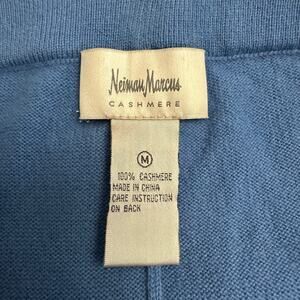 Neiman Marcus
CASHMERE
M
100% CASHMERE
MADE IN CHINA
CARE INSTRUCTION
ON BACK